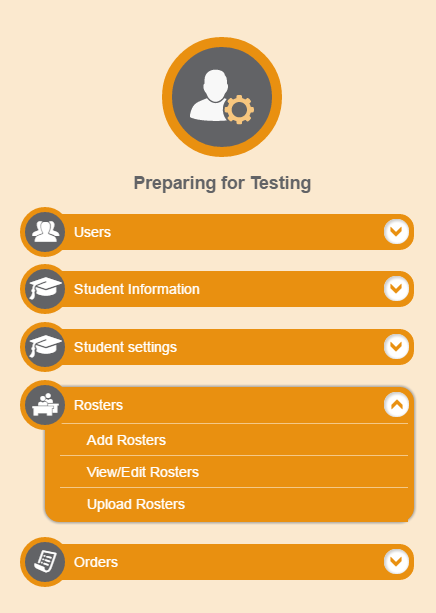 Preparing for Testing
Users
Student Information
Student settings
Rosters
Add Rosters
View/Edit Rosters
Upload Rosters
Orders